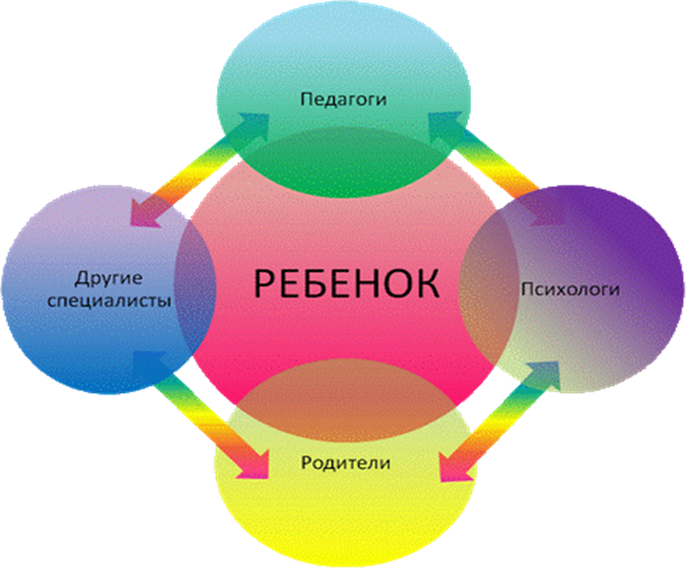 Педагоги
Другие
специалисты
РЕБЕНОК
Психологи
Родители